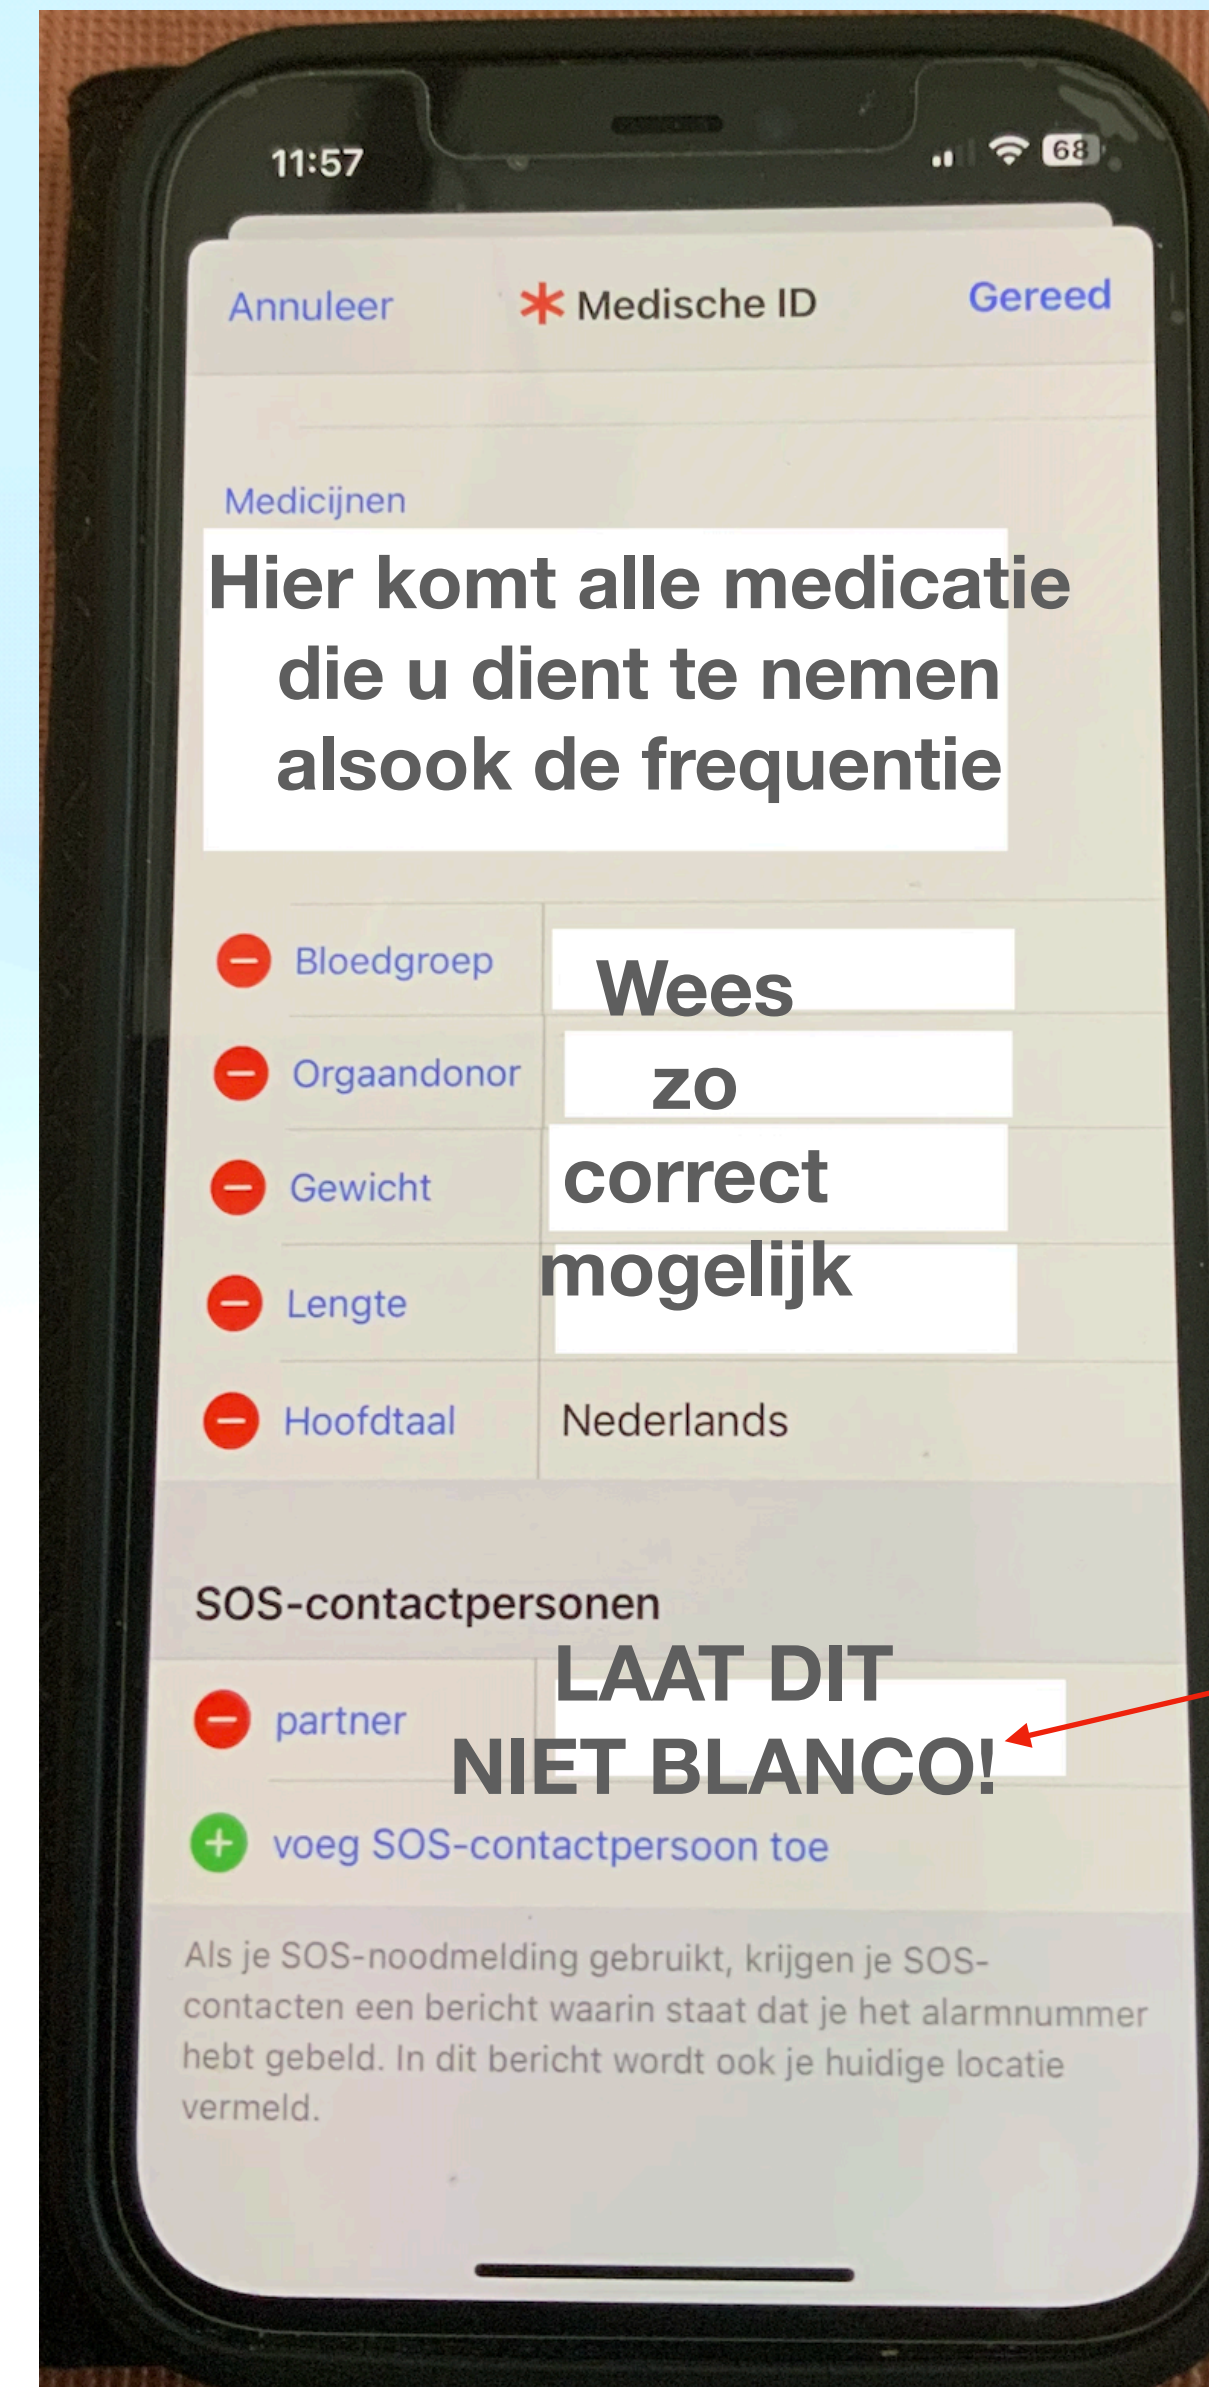 11:57
68
Annuleer
Medische ID
Gereed
Medicijnen
Hier komt alle medicatie
die u dient te nemen
alsook de frequentie
Bloedgroep
Wees
Orgaandonor
zo
Gewicht
correct
mogelijk
Lengte
Hoofdtaal
Nederlands
SOS-contactpersonen
LAAT DIT
partner
NIET BLANCO!
voeg SOS-contactpersoon toe
Als je SOS-noodmelding gebruikt, krijgen je SOS-
contacten een bericht waarin staat dat je het alarmnummer
hebt gebeld. In dit bericht wordt ook je huidige locatie
vermeld.